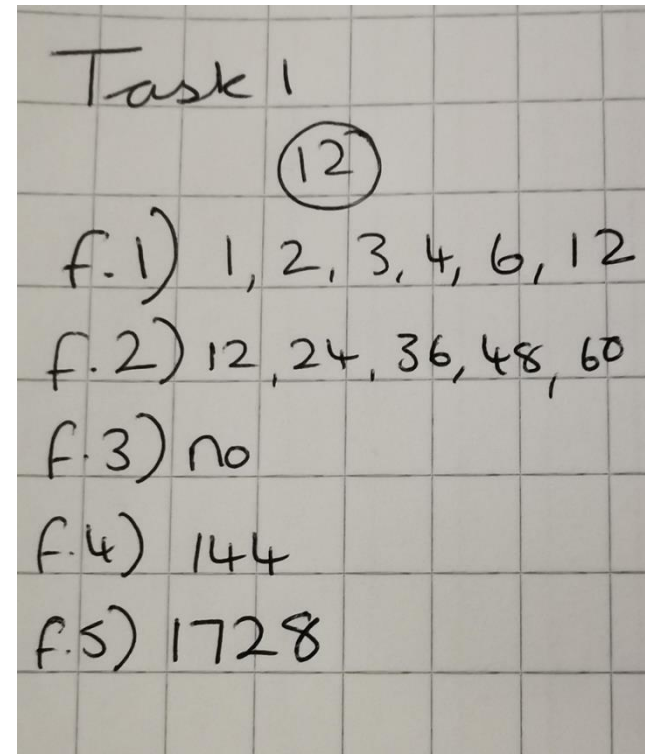 Task 1
12
f.1) 1, 2, 3, 4, 6, 12
f.2) 12, 24, 36, 48, 60
f.3) no
f.4) 144
f.5) 1728